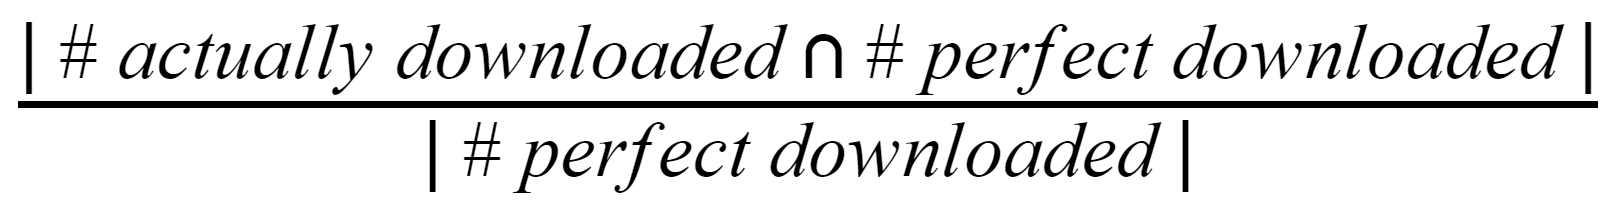 | # actually downloaded ∩ # perfect downloaded |
| # perfect downloaded |